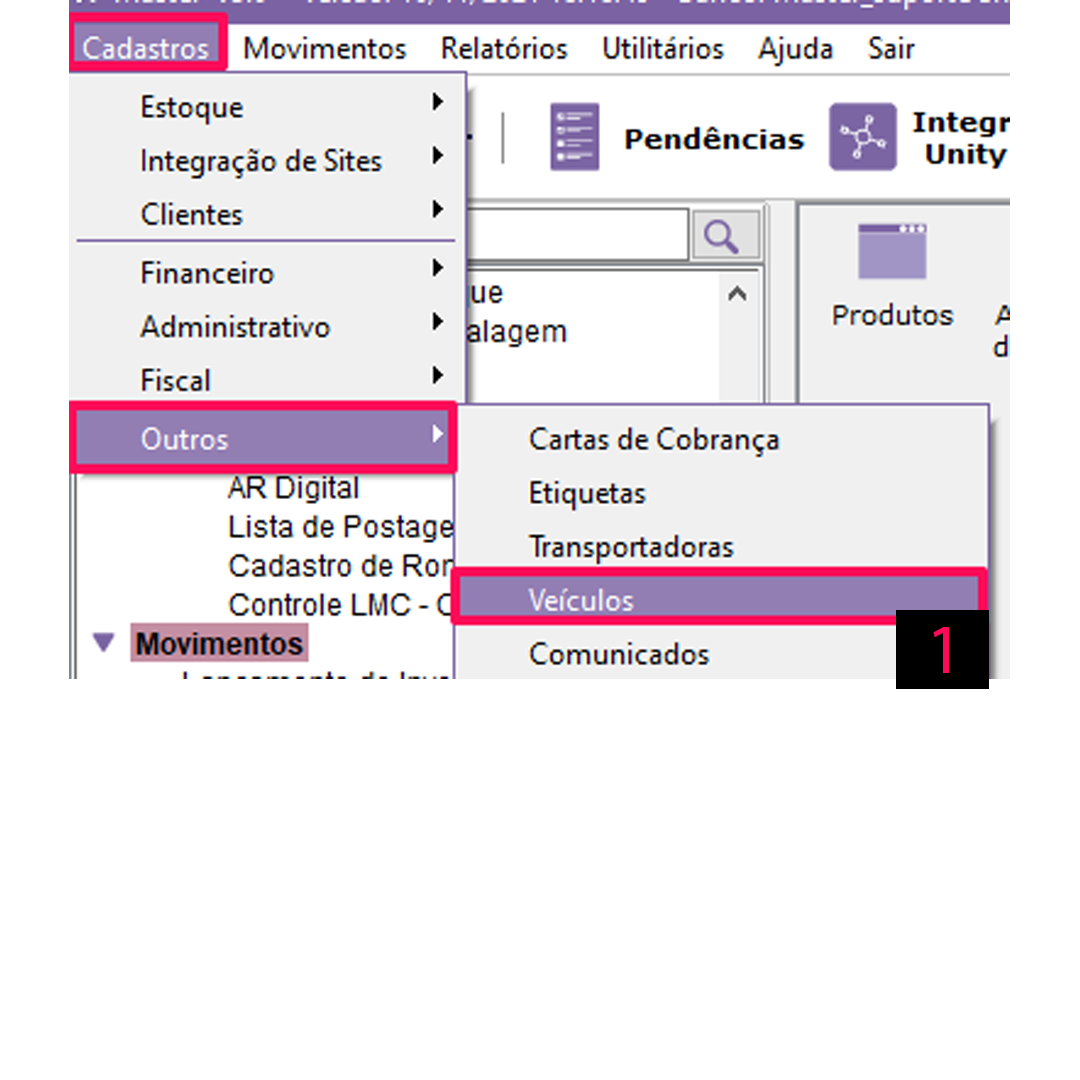 Cadastros Movimentos Relatórios Utilitários Ajuda Sair
Estoque
Integração de Sites
Clientes
Financeiro
Administrativo
Fiscal
Outros
Pendências
Integr
Unity
ue
alagem
Produtos
A
d
Cartas de Cobrança
Etiquetas
Transportadoras
Veículos
Comunicados
1
AR Digital
Lista de Postage
Cadastro de Ror
Controle LMC - C
Movimentos